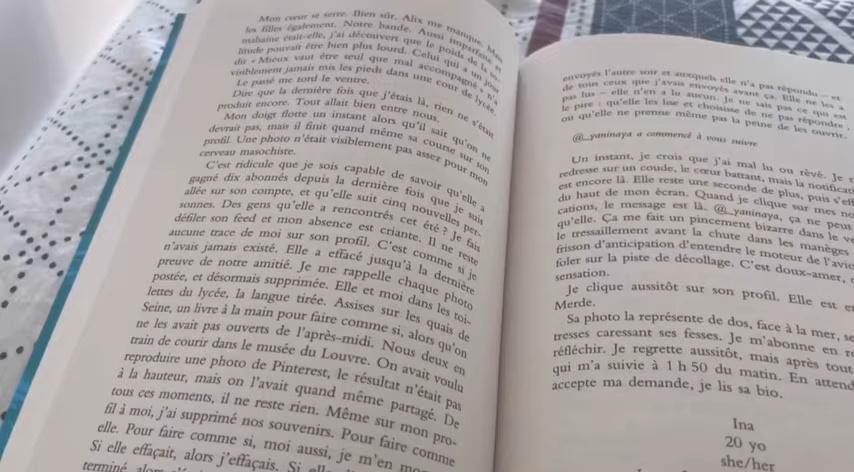 Mon cœur se serre. Bien sûr, Alix me manque. Mais
les filles également. Notre bande. Aussi imparfaite et
malsaine était-elle, j'ai découvert que le poids de la so-
litude pouvait être bien plus lourd. Celui qui a un jour
dit « Mieux vaut être seul que mal accompagné » n'a
visiblement jamais mis les pieds dans une cour de lycée.
Le passé me tord le ventre.
Dire que la dernière fois que j'étais là, rien ne s'était
produit encore. Tout allait bien entre nous.
Mon doigt flotte un instant alors qu'il sait qu'on ne
devrait pas, mais il finit quand même sa course sur son
profil. Une photo n'était visiblement pas assez pour mon
cerveau masochiste.
C'est ridicule que je sois capable de savoir qu'elle a
gagné dix abonnés depuis la dernière fois que je suis
allée sur son compte, et qu'elle suit cinq nouvelles per-
sonnes. Des gens qu'elle a rencontrés cet été ? Je fais
défiler son feed et mon absence est criante. Il ne reste
aucune trace de moi sur son profil. C'est comme si je
n'avais jamais existé. Elle a effacé jusqu'à la dernière
preuve de notre amitié. Je me rappelle chaque photo
postée, et désormais supprimée. Elle et moi dans les toi-
lettes du lycée, la langue tirée. Assises sur les quais de
Seine, un livre à la main pour faire comme si, alors qu'on
ne les avait pas ouverts de l'après-midi. Nous deux en
train de courir dans le musée du Louvre. On avait voulu
reproduire une photo de Pinterest, le résultat n'était pas
à la hauteur, mais on l'avait quand même partagé. De
tous ces moments, il ne reste rien. Même sur mon pro-
fil à moi, j'ai supprimé nos souvenirs. Pour faire comme
elle. Pour faire comme si, moi aussi, je m'en
Si elle effaçait, alors j'effaçais. Si
terminé, alors
envoyés l'autre soir et auxquels elle n'a pas répondu – et
de tous ceux que j'avais envoyés avant ça. Elle ne les a
pas lus – elle n'en a lu aucun. Je ne sais pas ce qui est
le pire : qu'elle les lise et choisisse de ne pas répondre,
ou qu'elle ne prenne même pas la peine de les ouvrir.
@_yaninaya a commencé à vous suivre
Un instant, je crois que j'ai mal lu ou rêvé. Je
redresse sur un coude, le cœur battant, mais la notificati
est encore là. Elle reste une seconde de plus, puis s'ef
du haut de mon écran. Quand je clique sur mes no
cations, le message est là. @_yaninaya, ça ne peut
qu'elle. Ça me fait un pincement bizarre dans le ve
le tressaillement avant la chute dans les manèges
frisson d'anticipation d'entendre le moteur de l'avio
foler sur la piste de décollage. C'est doux-amer,
sensation.
Je clique aussitôt sur son profil. Elle est
Merde.
Sa photo la représente de dos, face à la mer, se
tresses caressant ses fesses. Je m'abonne en
réfléchir. Je regrette aussitôt, mais après tout
qui m'a suivie à 1 h 50 du matin. En attend
accepte ma demande, je lis sa bio.
Ina
20 yo
she/her